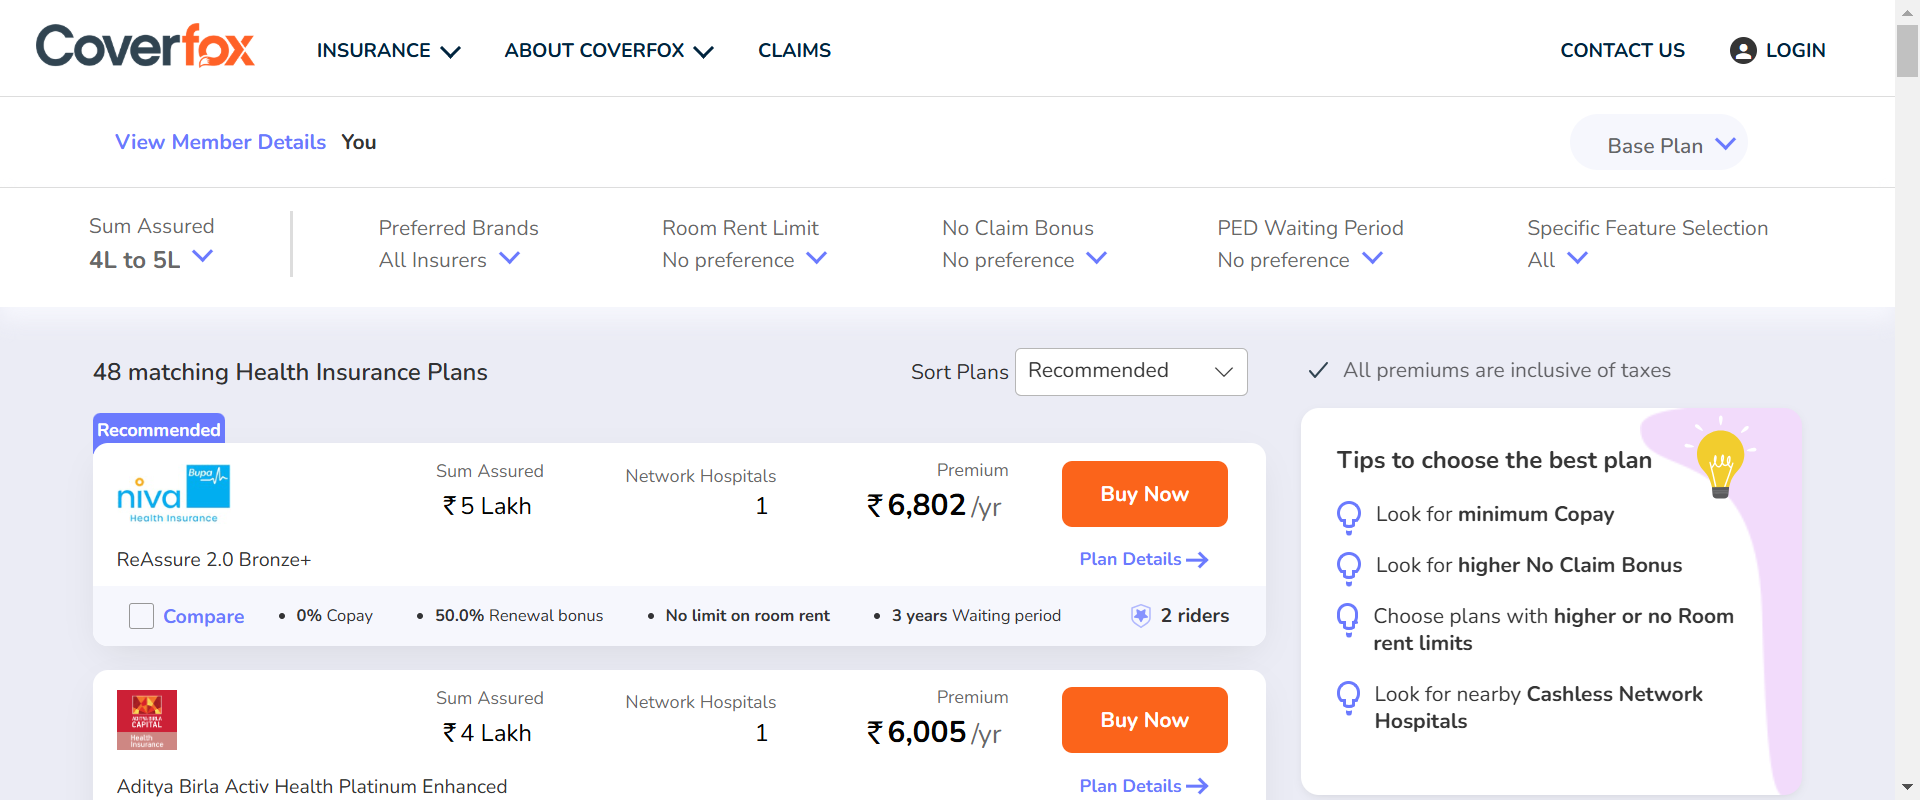 Coverfox INSURANCE ABOUT COVERFOX CLAIMS CONTACT US LOGIN
View Member Details You Base Plan
Sum Assured Preferred Brands Room Rent Limit No Claim Bonus PED Waiting Period Specific Feature Selection
4L to 5L All Insurers No preference No preference No preference All
48 matching Health Insurance Plans Sort Plans Recommended
All premiums are inclusive of taxes
Recommended
niva Bupa
Health Insurance
Sum Assured Network Hospitals Premium
₹ 5 Lakh 1 ₹ 6,802 /yr Buy Now
ReAssure 2.0 Bronze+ Plan Details
Compare • 0% Copay • 50.0% Renewal bonus • No limit on room rent • 3 years Waiting period 2 riders
ADITYA BIRLA
CAPITAL
Health
Insurance
Sum Assured Network Hospitals Premium
₹ 4 Lakh 1 ₹ 6,005 /yr Buy Now
Aditya Birla Activ Health Platinum Enhanced Plan Details
Tips to choose the best plan
Look for minimum Copay
Look for higher No Claim Bonus
Choose plans with higher or no Room
rent limits
Look for nearby Cashless Network
Hospitals